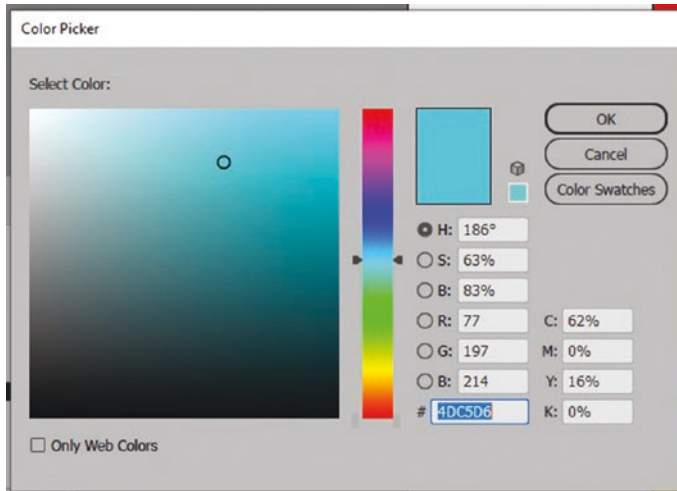 Color Picker
Select Color:
OK
Cancel
Color Swatches
H: 186°
S: 63%
B: 83%
R: 77 C: 62%
G: 197 M: 0%
B: 214 Y: 16%
# 4DC5D6 K: 0%
Only Web Colors